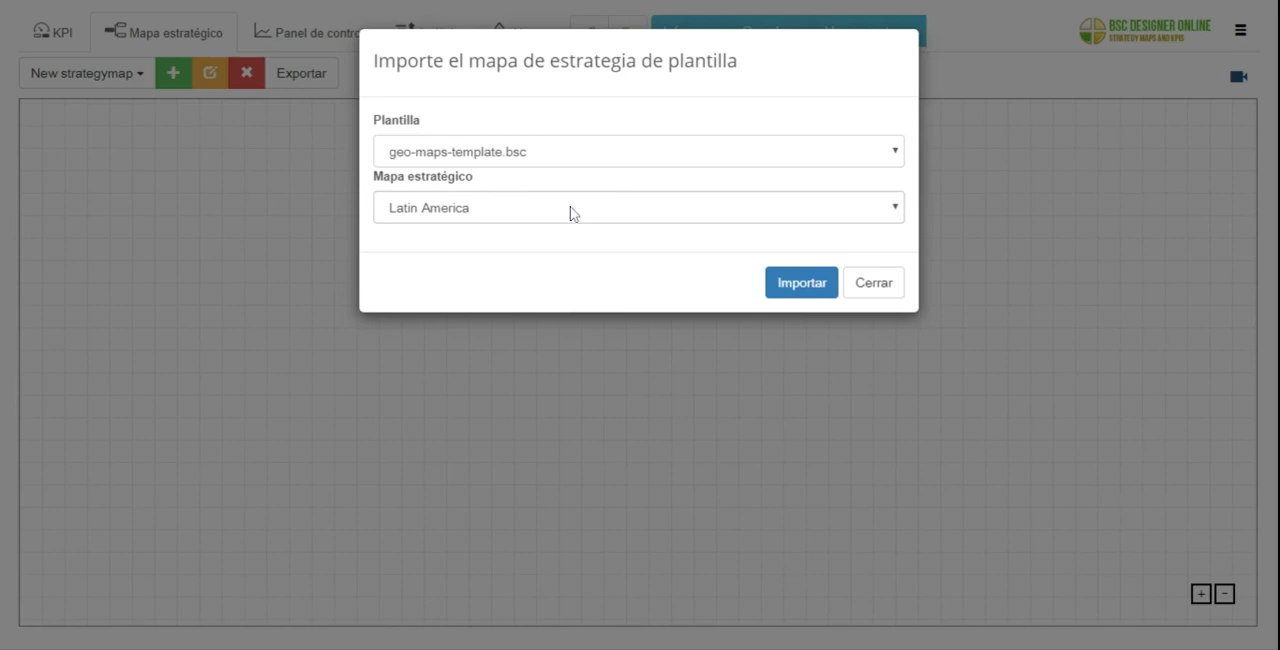 KPI
Mapa estratégico
Panel de contro
BSC DESIGNER ONLINE
STRATEGY MAPS AND KPIS
New strategymap
Exportar
Importe el mapa de estrategia de plantilla
Plantilla
geo-maps-template.bsc
Mapa estratégico
Latin America
Importar
Cerrar